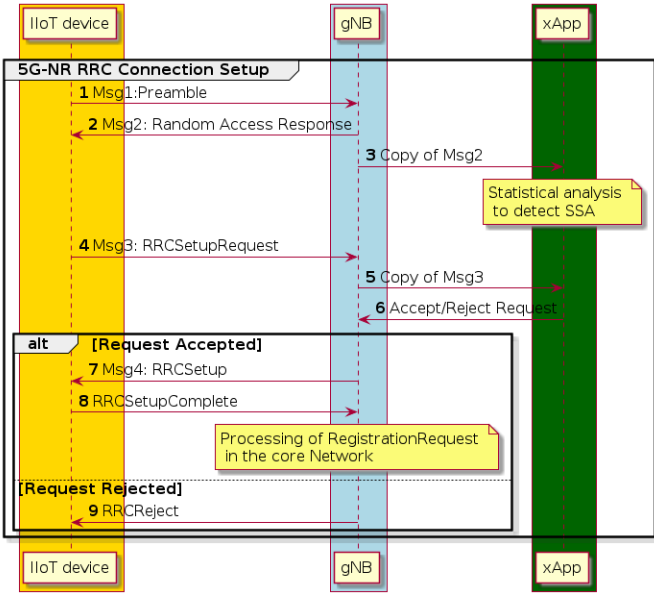 IIoT device
gNB
xApp
5G-NR RRC Connection Setup
1 Msg1:Preamble
2 Msg2: Random Access Response
3 Copy of Msg2
Statistical analysis
to detect SSA
4 Msg3: RRCSetupRequest
5 Copy of Msg3
6 Accept/Reject Request
alt [Request Accepted]
7 Msg4: RRCSetup
8 RRCSetupComplete
Processing of RegistrationRequest
in the core Network
[Request Rejected]
9 RRCReject
IIoT device
gNB
xApp